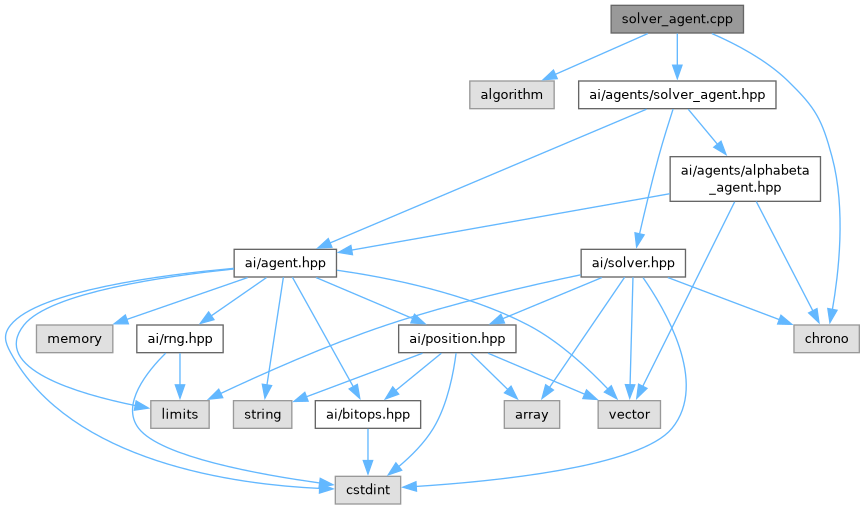 solver_agent.cpp
algorithm
ai/agents/solver_agent.hpp
ai/agents/alphabeta
_agent.hpp
ai/agent.hpp
ai/solver.hpp
memory
ai/rng.hpp
ai/position.hpp
chrono
limits
string
ai/bitops.hpp
array
vector
cstdint